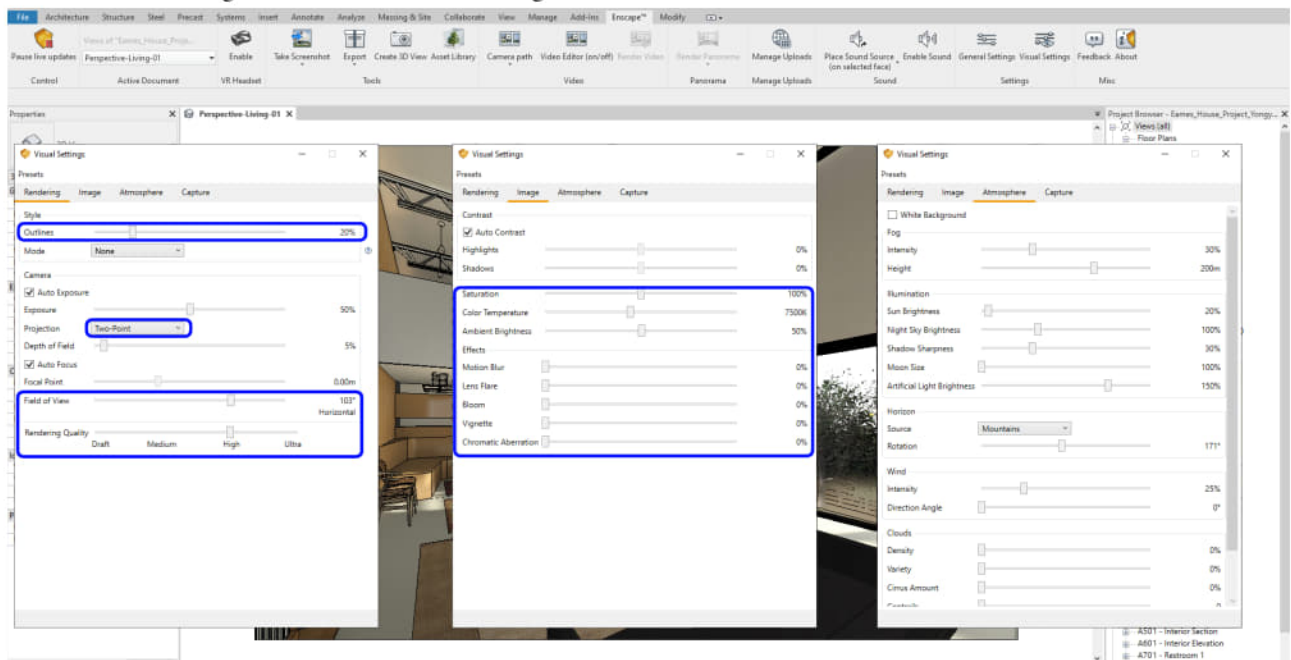 File Architecture Structure Steel Precast Systems Insert Annotate Analyze Massing & Site Collaborate View Manage Add-Ins Enscape™ Modify
Views of "Eames_House_Proje...
Pause live updates Perspective-Living-01 Enable Take Screenshot Export Create 3D View Asset Library Camera path Video Editor (on/off) Render Video Render Panorama Manage Uploads Place Sound Source (on selected face) Enable Sound General Settings Visual Settings Feedback About
Control Active Document VR Headset Tools Video Panorama Manage Uploads Sound Settings Misc
Properties X Perspective-Living-01 X Project Browser - Eames_House_Project_Yongy... X
Views (all)
Floor Plans
Visual Settings
Presets
Rendering Image Atmosphere Capture
Style
Outlines 20%
Mode None
Camera
Auto Exposure
Exposure 50%
Projection Two-Point
Depth of Field 5%
Auto Focus
Focal Point 0.00m
Field of View 103°
Horizontal
Rendering Quality
Draft Medium High Ultra
Visual Settings
Presets
Rendering Image Atmosphere Capture
Contrast
Auto Contrast
Highlights 0%
Shadows 0%
Saturation 100%
Color Temperature 7500K
Ambient Brightness 50%
Effects
Motion Blur 0%
Lens Flare 0%
Bloom 0%
Vignette 0%
Chromatic Aberration 0%
Visual Settings
Presets
Rendering Image Atmosphere Capture
White Background
Fog
Intensity 30%
Height 200m
Illumination
Sun Brightness 20%
Night Sky Brightness 100%
Shadow Sharpness 30%
Moon Size 100%
Artificial Light Brightness 150%
Horizon
Source Mountains
Rotation 171°
Wind
Intensity 25%
Direction Angle 0°
Clouds
Density 0%
Variety 0%
Cirrus Amount 0%
Contrails 0
A501 - Interior Section
A601 - Interior Elevation
A701 - Restroom 1